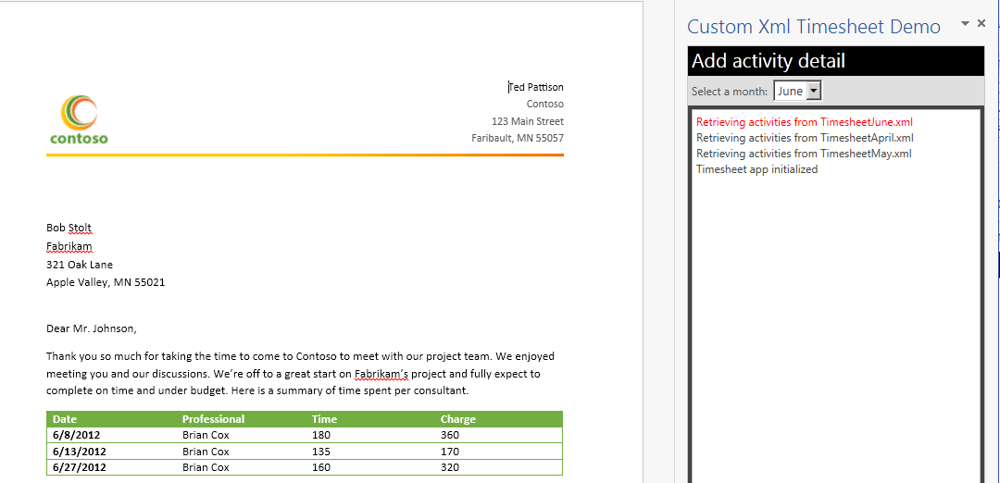 Ted Pattison
Contoso
123 Main Street
Faribault, MN 55057
contoso
Bob Stolt
Fabrikam
321 Oak Lane
Apple Valley, MN 55021
Dear Mr. Johnson,
Thank you so much for taking the time to come to Contoso to meet with our project team. We enjoyed
meeting you and our discussions. We're off to a great start on Fabrikam's project and fully expect to
complete on time and under budget. Here is a summary of time spent per consultant.
Date Professional Time Charge
6/8/2012 Brian Cox 180 360
6/13/2012 Brian Cox 135 170
6/27/2012 Brian Cox 160 320
Custom Xml Timesheet Demo
Add activity detail
Select a month: June
Retrieving activities from TimesheetJune.xml
Retrieving activities from TimesheetApril.xml
Retrieving activities from TimesheetMay.xml
Timesheet app initialized